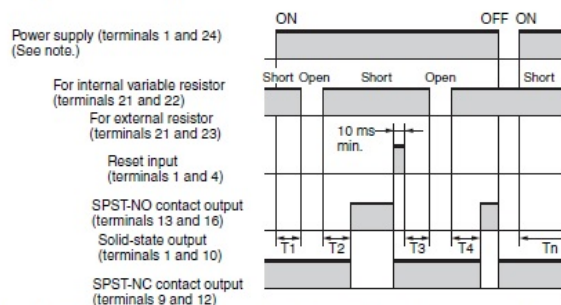 ON OFF ON
Power supply (terminals 1 and 24)
(See note.)
Short Open Short Open Short
For internal variable resistor
(terminals 21 and 22)
For external resistor
(terminals 21 and 23)
10 ms
min.
Reset input
(terminals 1 and 4)
SPST-NO contact output
(terminals 13 and 16)
Solid-state output
(terminals 1 and 10)
T1 T2 T3 T4 Tn
SPST-NC contact output
(terminals 9 and 12)